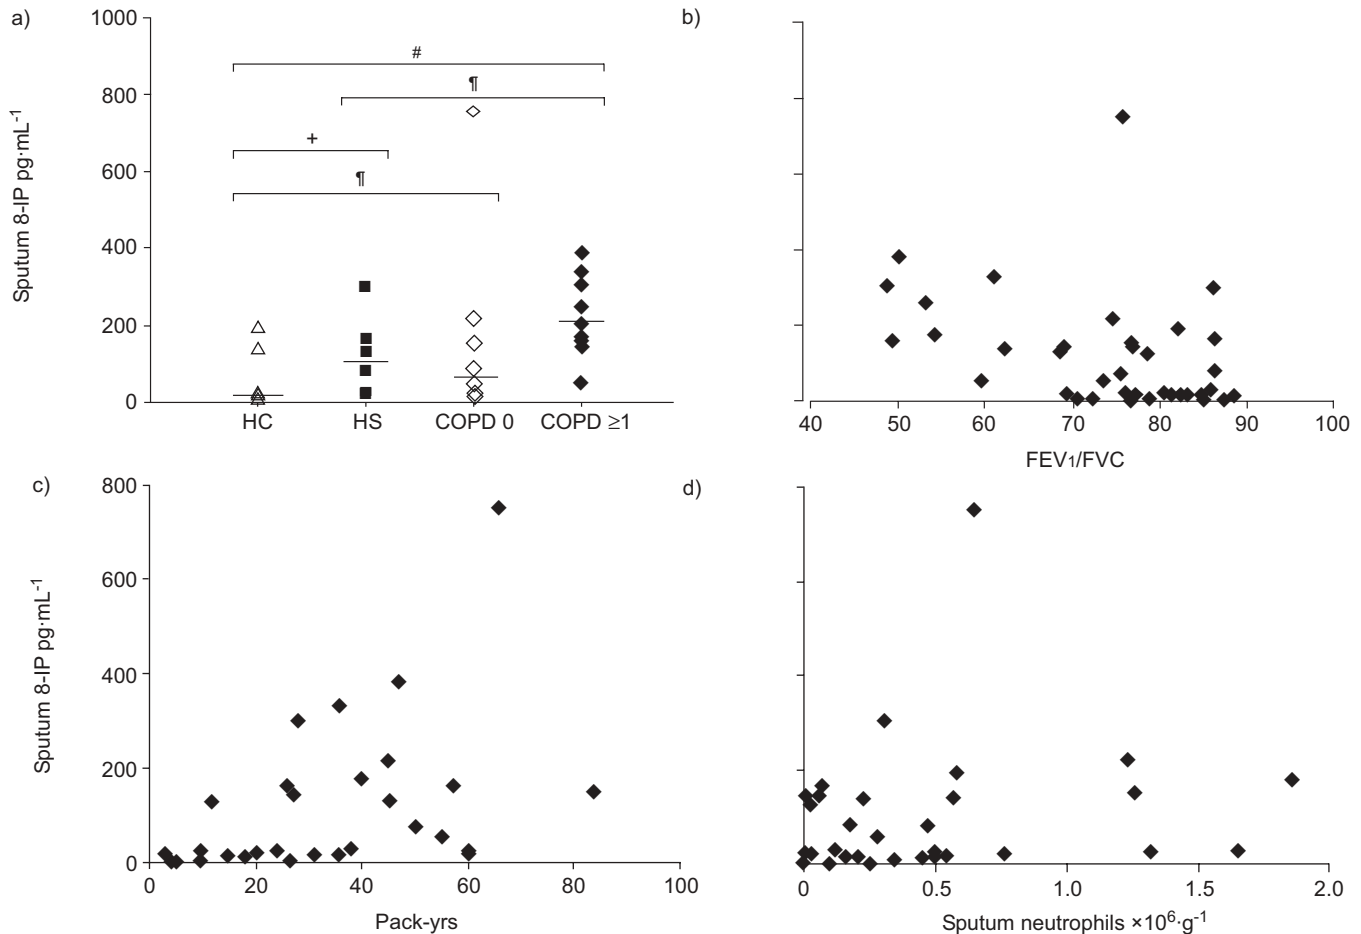 a)
Sputum 8-IP pg·mL⁻¹
1000
800
600
400
200
0
#
¶
+
¶
HC HS COPD 0 COPD ≥1
b)
40 50 60 70 80 90 100
FEV1/FVC
c)
Sputum 8-IP pg·mL⁻¹
800
600
400
200
0
0 20 40 60 80 100
Pack-yrs
d)
0 0.5 1.0 1.5 2.0
Sputum neutrophils ×10⁶·g⁻¹